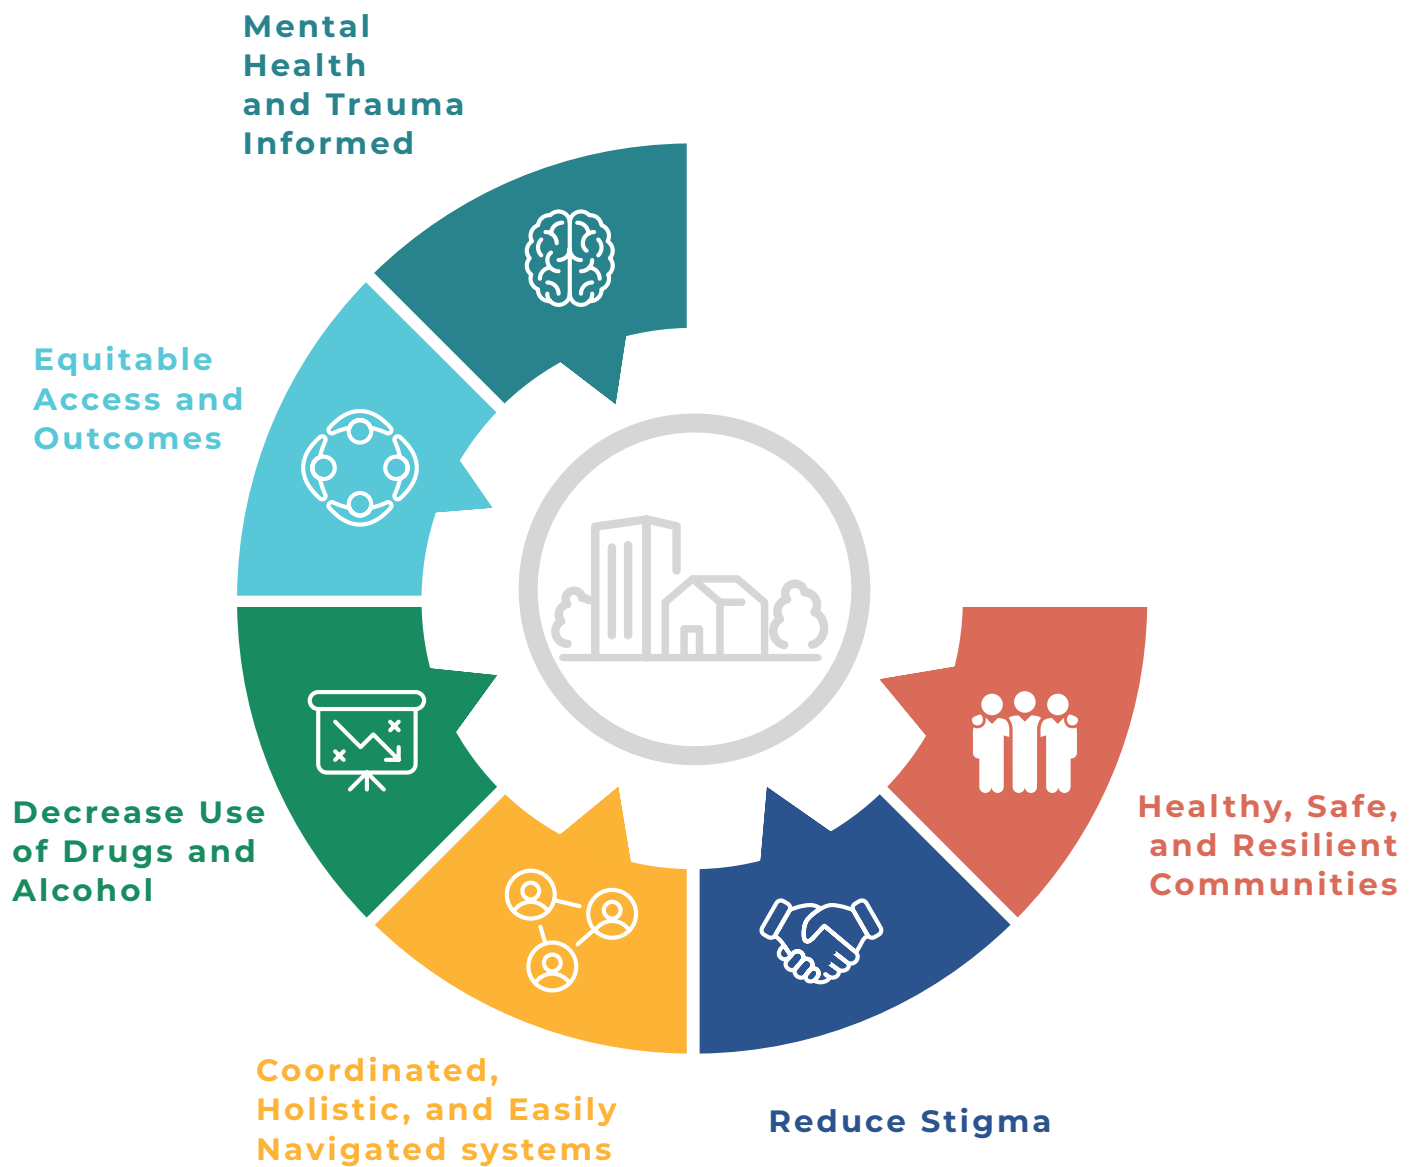 Mental
Health
and Trauma
Informed
Equitable
Access and
Outcomes
Decrease Use
of Drugs and
Alcohol
Coordinated,
Holistic, and Easily
Navigated systems
Reduce Stigma
Healthy, Safe,
and Resilient
Communities